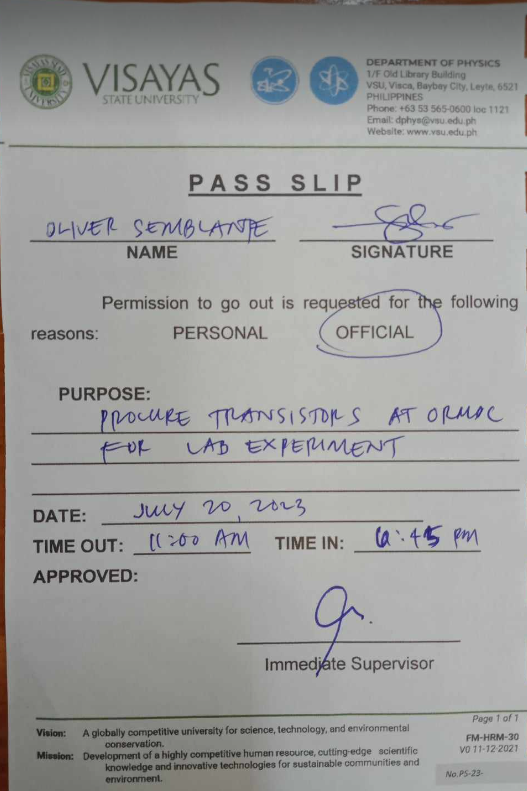 VISAYAS
STATE UNIVERSITY
DEPARTMENT OF PHYSICS
1/F Old Library Building
VSU, Visca, Baybay City, Leyte, 6521
PHILIPPINES
Phone: +63 53 565-0600 loc 1121
Email: dphys@vsu.edu.ph
Website: www.vsu.edu.ph
PASS SLIP
OLIVER SEMBLANTE
NAME SIGNATURE
Permission to go out is requested for the following
reasons: PERSONAL OFFICIAL
PURPOSE:
PROCURE TRANSISTORS AT ORMOC
FOR LAB EXPERIMENT
DATE: JULY 20, 2023
TIME OUT: 11:00 AM TIME IN: :45 PM
APPROVED:
Immediate Supervisor
Page 1 of 1
Vision: A globally competitive university for science, technology, and environmental
conservation.
FM-HRM-30
Mission: Development of a highly competitive human resource, cutting-edge scientific
V0 11-12-2021
knowledge and innovative technologies for sustainable communities and
environment.
No.PS-23-